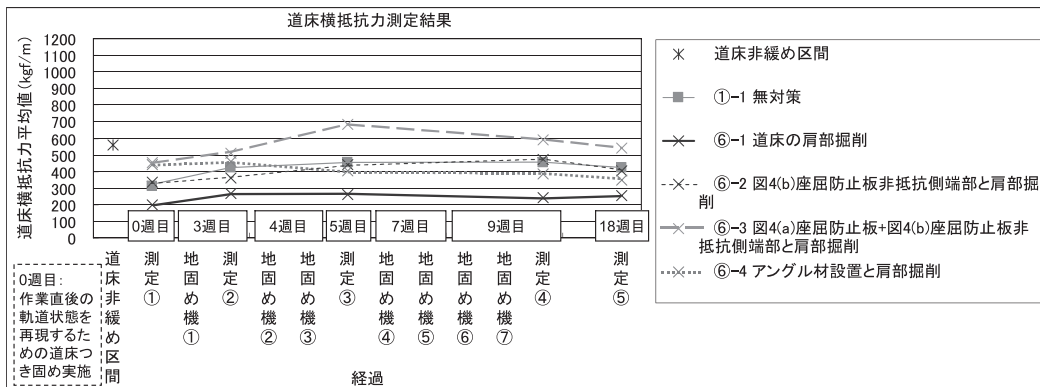 道床横抵抗力測定結果
道床横抵抗力平均値(kgf/m)
1200
1100
1000
900
800
700
600
500
400
300
200
100
0
0週目
3週目
4週目
5週目
7週目
9週目
18週目
道床非緩め区間
測定①
地固め機①
測定②
地固め機②
地固め機③
測定③
地固め機④
地固め機⑤
地固め機⑥
地固め機⑦
測定④
測定⑤
経過
0週目:
作業直後の
軌道状態を
再現するた
めの道床つ
き固め実施
道床非緩め区間
①-1 無対策
⑥-1 道床の肩部掘削
⑥-2 図4(b)座屈防止板非抵抗側端部と肩部掘
削
⑥-3 図4(a)座屈防止板+図4(b)座屈防止板非
抵抗側端部と肩部掘削
⑥-4 アングル材設置と肩部掘削